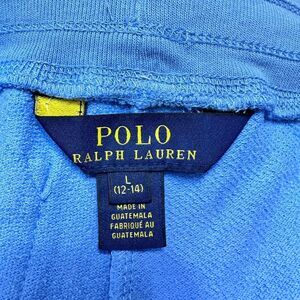 POLO
RALPH LAUREN
L
(12-14)
MADE IN
GUATEMALA
FABRIQUÉ AU
GUATEMALA